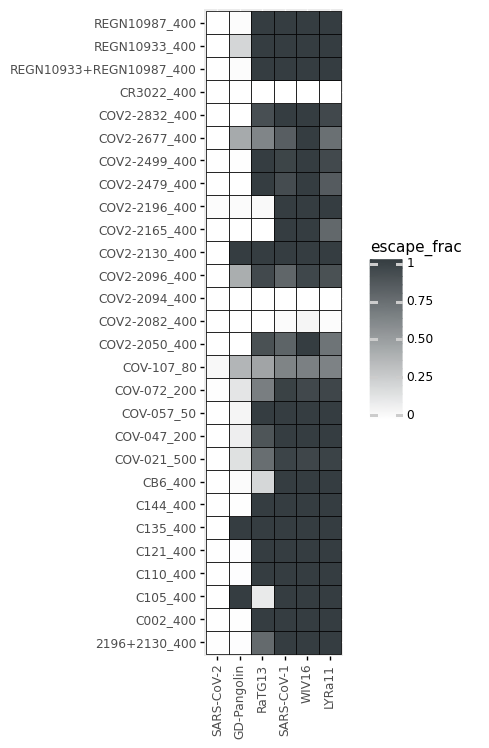 REGN10987_400
REGN10933_400
REGN10933+REGN10987_400
CR3022_400
COV2-2832_400
COV2-2677_400
COV2-2499_400
COV2-2479_400
COV2-2196_400
COV2-2165_400
COV2-2130_400
COV2-2096_400
COV2-2094_400
COV2-2082_400
COV2-2050_400
COV-107_80
COV-072_200
COV-057_50
COV-047_200
COV-021_500
CB6_400
C144_400
C135_400
C121_400
C110_400
C105_400
C002_400
2196+2130_400
SARS-CoV-2
GD-Pangolin
RaTG13
SARS-CoV-1
WIV16
LYRa11
escape_frac
1
0.75
0.50
0.25
0